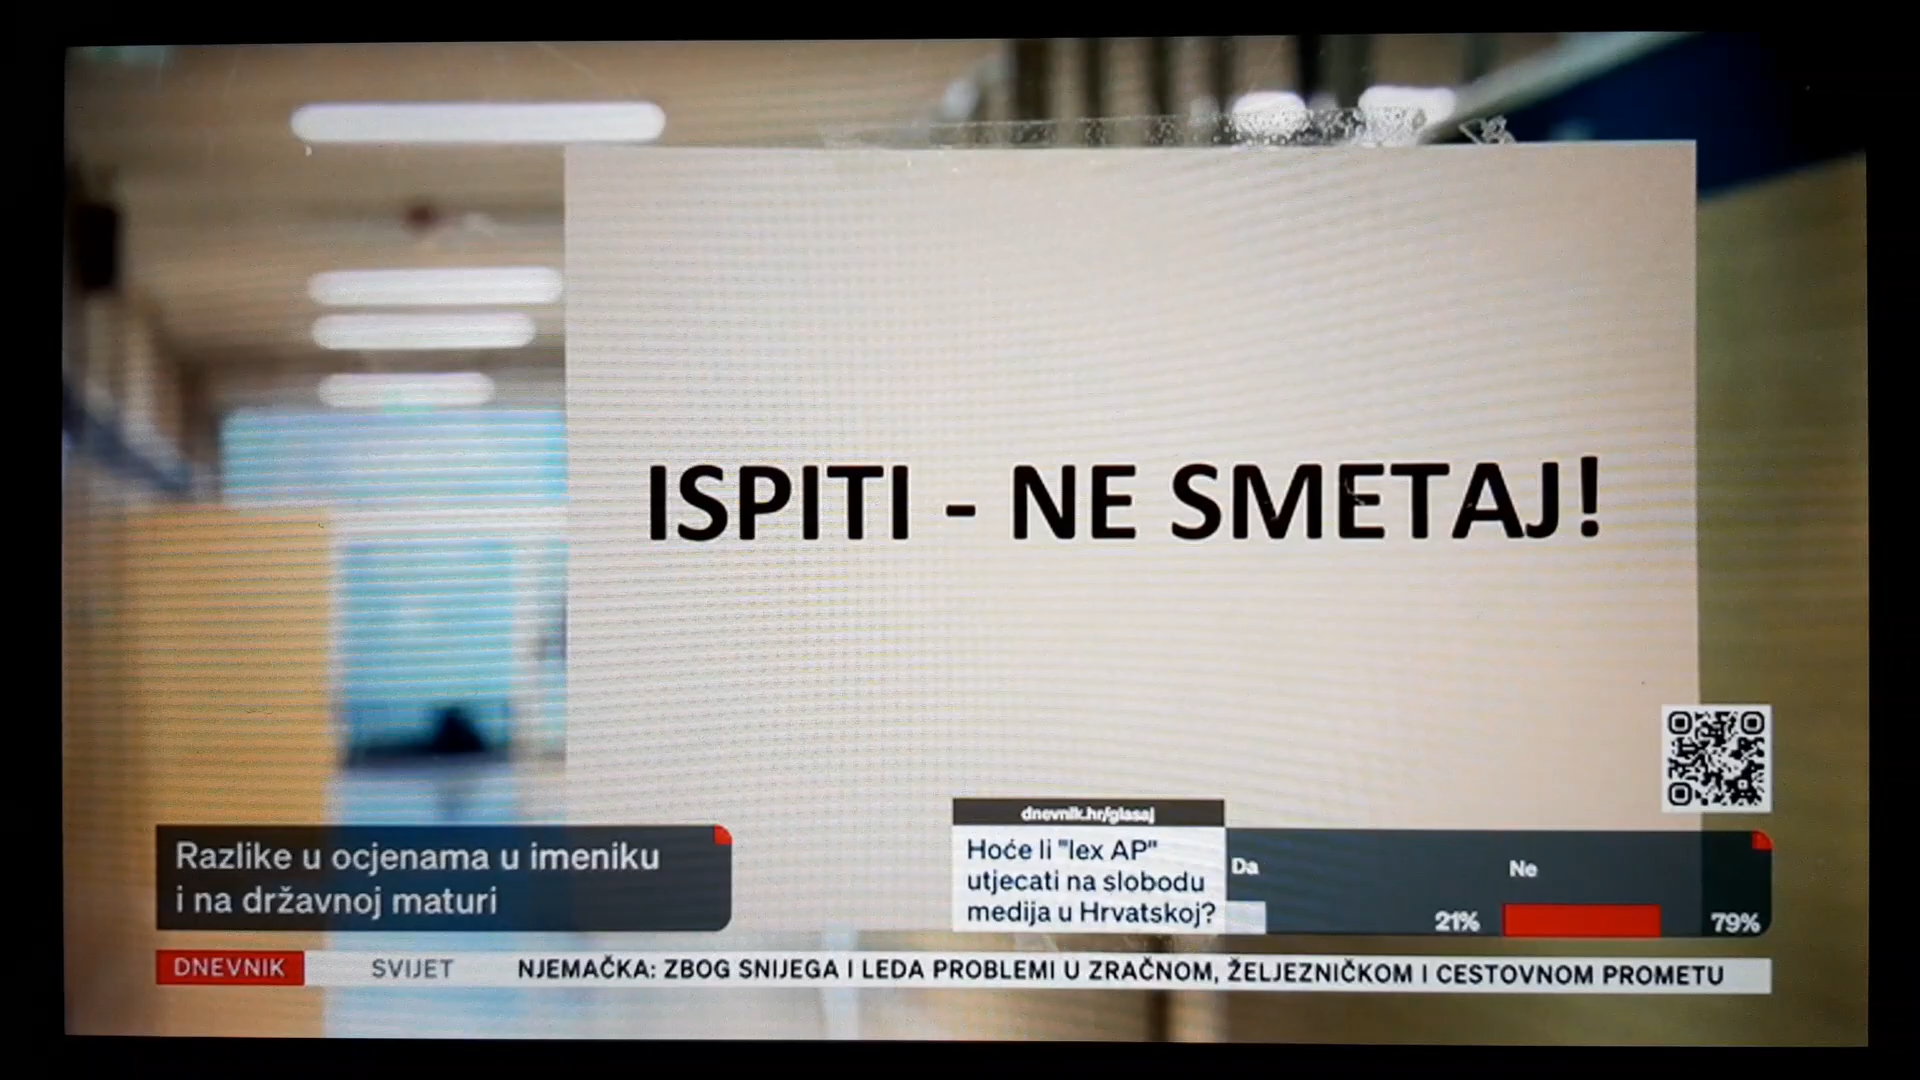 ISPITI - NE SMETAJ!
Razlike u ocjenama u imeniku
i na državnoj maturi
dnevnik.hr/glasaj
Hoće li "lex AP"
utjecati na slobodu
medija u Hrvatskoj?
Da
21%
Ne
79%
DNEVNIK
SVIJET
NJEMAČKA: ZBOG SNIJEGA I LEDA PROBLEMI U ZRAČNOM, ŽELJEZNIČKOM I CESTOVNOM PROMETU